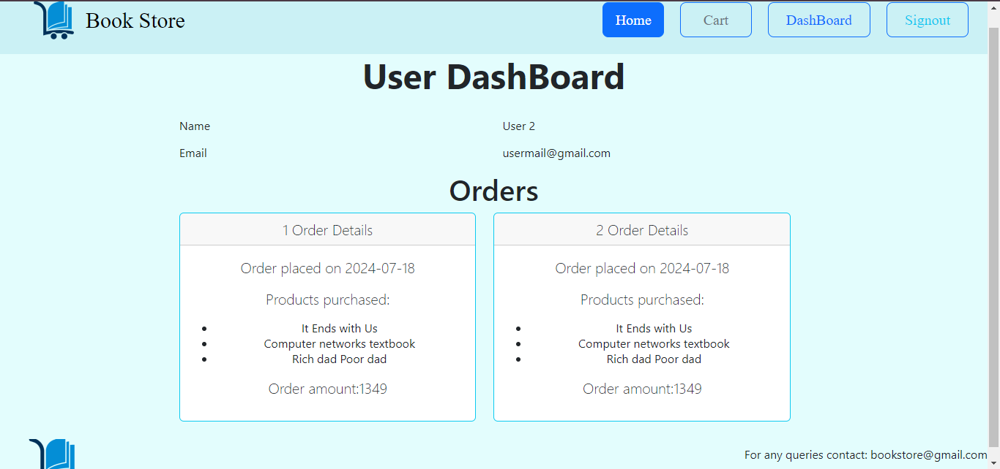 Book Store
Home
Cart
DashBoard
Signout
User DashBoard
Name
User 2
Email
usermail@gmail.com
Orders
1 Order Details
Order placed on 2024-07-18
Products purchased:
It Ends with Us
Computer networks textbook
Rich dad Poor dad
Order amount:1349
2 Order Details
Order placed on 2024-07-18
Products purchased:
It Ends with Us
Computer networks textbook
Rich dad Poor dad
Order amount:1349
For any queries contact: bookstore@gmail.com